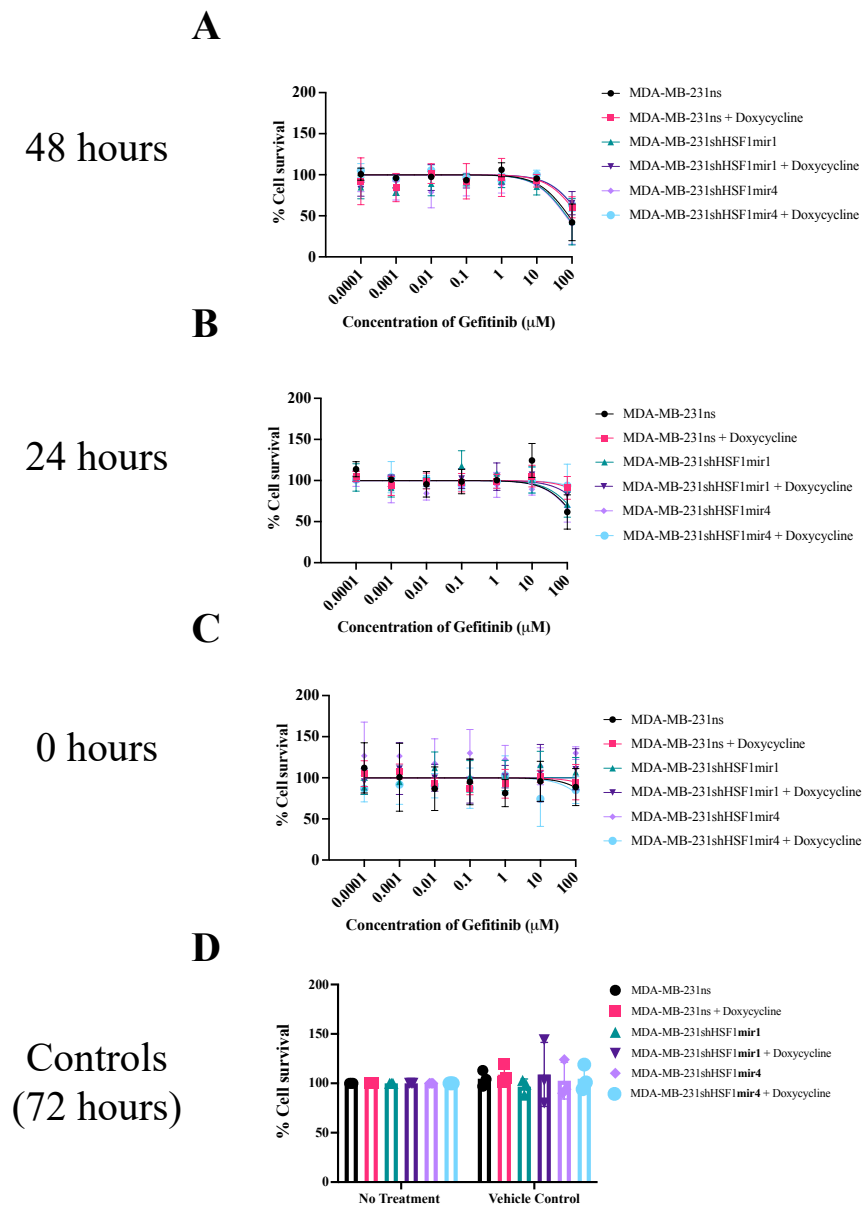 A
48 hours
% Cell survival
200
150
100
50
0
0.0001
0.001
0.01
0.1
1
10
100
Concentration of Gefitinib (μM)
MDA-MB-231ns
MDA-MB-231ns + Doxycycline
MDA-MB-231shHSF1mir1
MDA-MB-231shHSF1mir1 + Doxycycline
MDA-MB-231shHSF1mir4
MDA-MB-231shHSF1mir4 + Doxycycline
B
24 hours
% Cell survival
200
150
100
50
0
0.0001
0.001
0.01
0.1
1
10
100
Concentration of Gefitinib (μM)
MDA-MB-231ns
MDA-MB-231ns + Doxycycline
MDA-MB-231shHSF1mir1
MDA-MB-231shHSF1mir1 + Doxycycline
MDA-MB-231shHSF1mir4
MDA-MB-231shHSF1mir4 + Doxycycline
C
0 hours
% Cell survival
200
150
100
50
0
0.0001
0.001
0.01
0.1
1
10
100
Concentration of Gefitinib (μM)
MDA-MB-231ns
MDA-MB-231ns + Doxycycline
MDA-MB-231shHSF1mir1
MDA-MB-231shHSF1mir1 + Doxycycline
MDA-MB-231shHSF1mir4
MDA-MB-231shHSF1mir4 + Doxycycline
D
Controls
(72 hours)
% Cell survival
200
150
100
50
0
No Treatment
Vehicle Control
MDA-MB-231ns
MDA-MB-231ns + Doxycycline
MDA-MB-231shHSF1mir1
MDA-MB-231shHSF1mir1 + Doxycycline
MDA-MB-231shHSF1mir4
MDA-MB-231shHSF1mir4 + Doxycycline